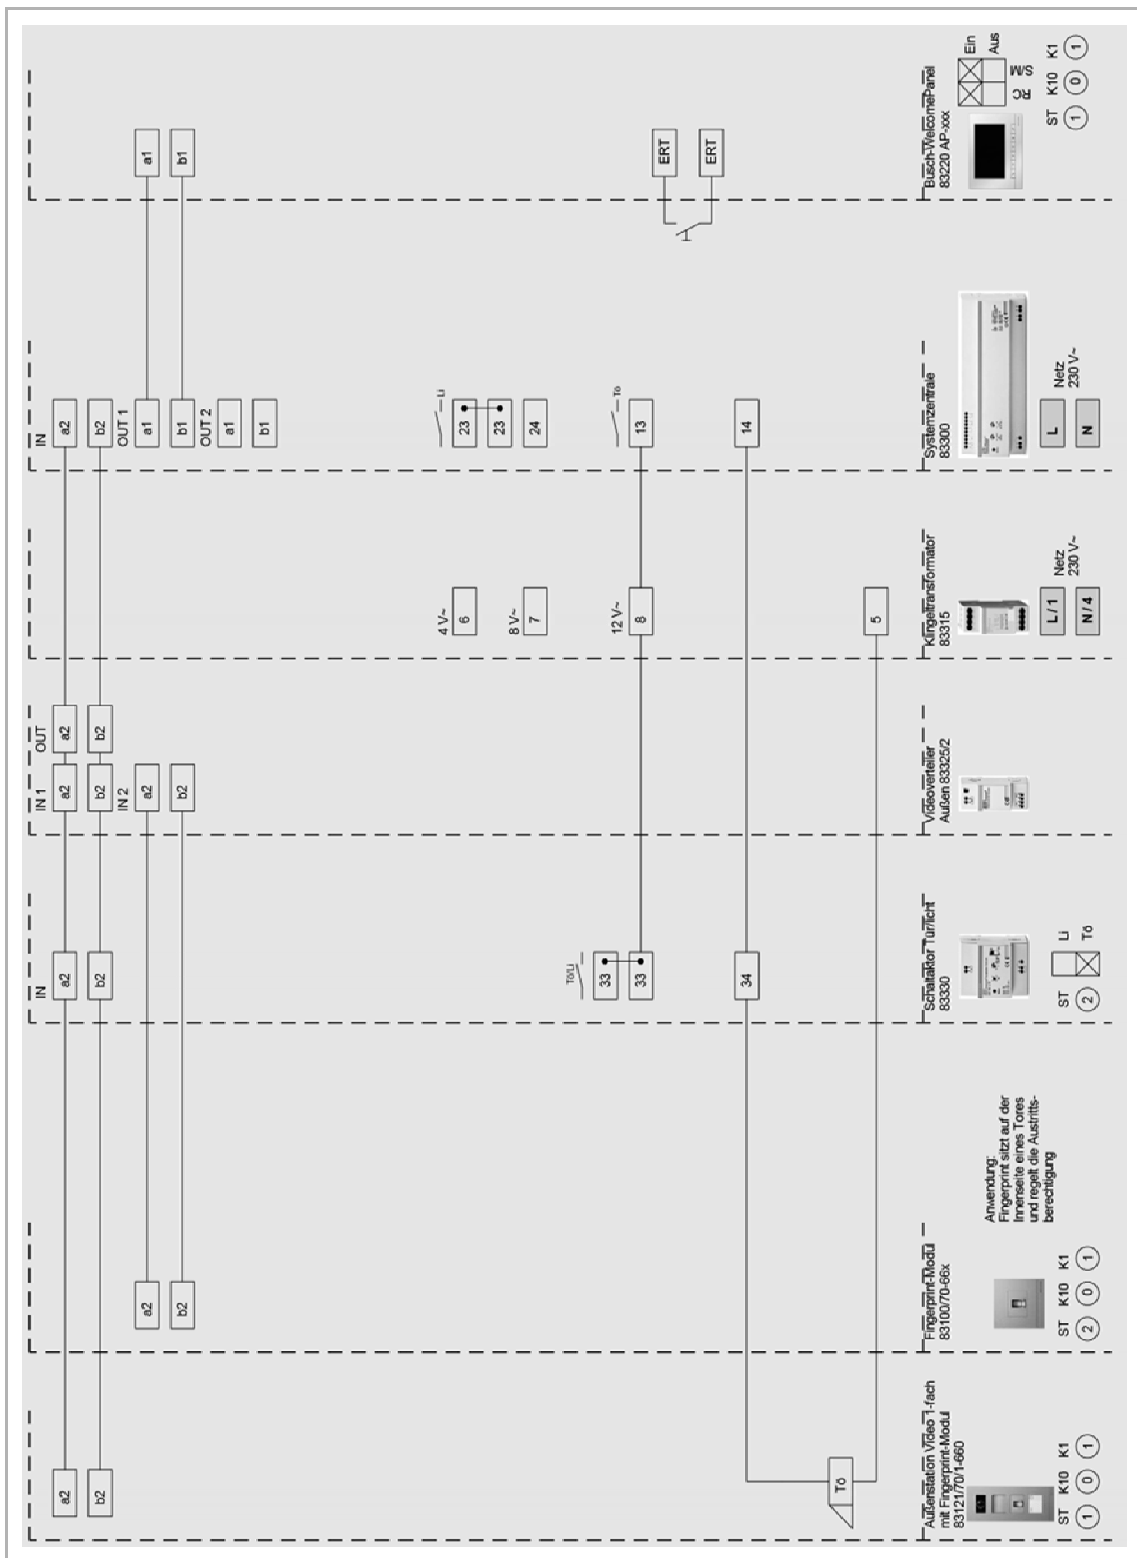 Busch-WelcomePanel
83220 AP-xxx
Ein
Aus
RC
S/M
ST K10 K1
1 0 1
a1
b1
ERT
ERT
Systemzentrale
83300
IN
a2
b2
OUT 1
a1
b1
OUT 2
a1
b1
Li
23
23
24
Tö
13
14
Netz
230 V~
L
N
Klingeltransformator
83315
4 V~
6
8 V~
7
12 V~
8
5
Netz
230 V~
L / 1
N / 4
Videoverteiler
Außen 83325/2
OUT
a2
b2
IN 1
a2
b2
IN 2
a2
b2
Schaltaktor Tür/licht
83330
IN
a2
b2
Tö/Li
33
33
34
Li
Tö
ST
2
Anwendung:
Fingerprint sitzt auf der
Innenseite eines Tores
und regelt die Austritts-
berechtigung
Fingerprint-Modul
83100/70-66x
a2
b2
ST K10 K1
2 0 1
Außenstation Video 1-fach
mit Fingerprint-Modul
83121/70/1-660
a2
b2
Tö
ST K10 K1
1 0 1